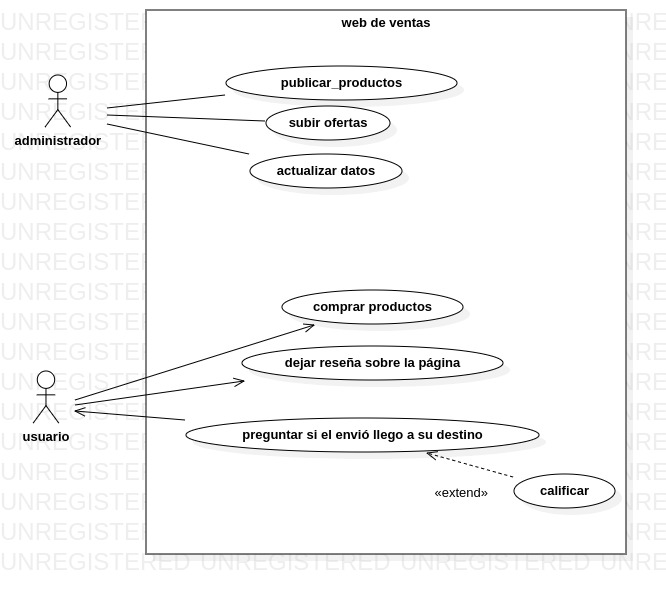 web de ventas
publicar_productos
subir ofertas
administrador
actualizar datos
comprar productos
dejar reseña sobre la página
usuario
preguntar si el envió llego a su destino
calificar
«extend»
UNREGISTERED UNREGISTERED UNREGISTERED UNRE